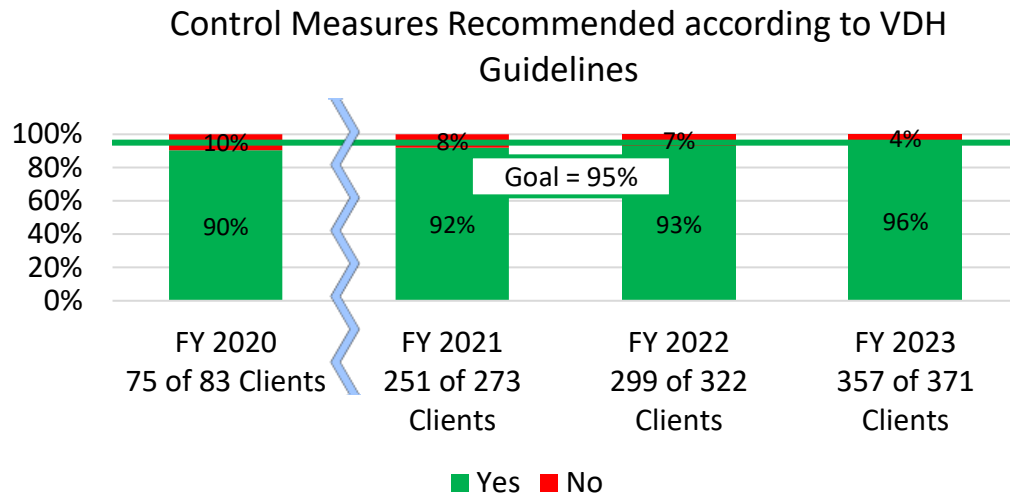 Control Measures Recommended according to VDH
Guidelines
100%
80%
60%
40%
20%
0%
10%
8%
7%
4%
Goal = 95%
90%
92%
93%
96%
FY 2020
75 of 83 Clients
FY 2021
251 of 273
Clients
FY 2022
299 of 322
Clients
FY 2023
357 of 371
Clients
Yes
No